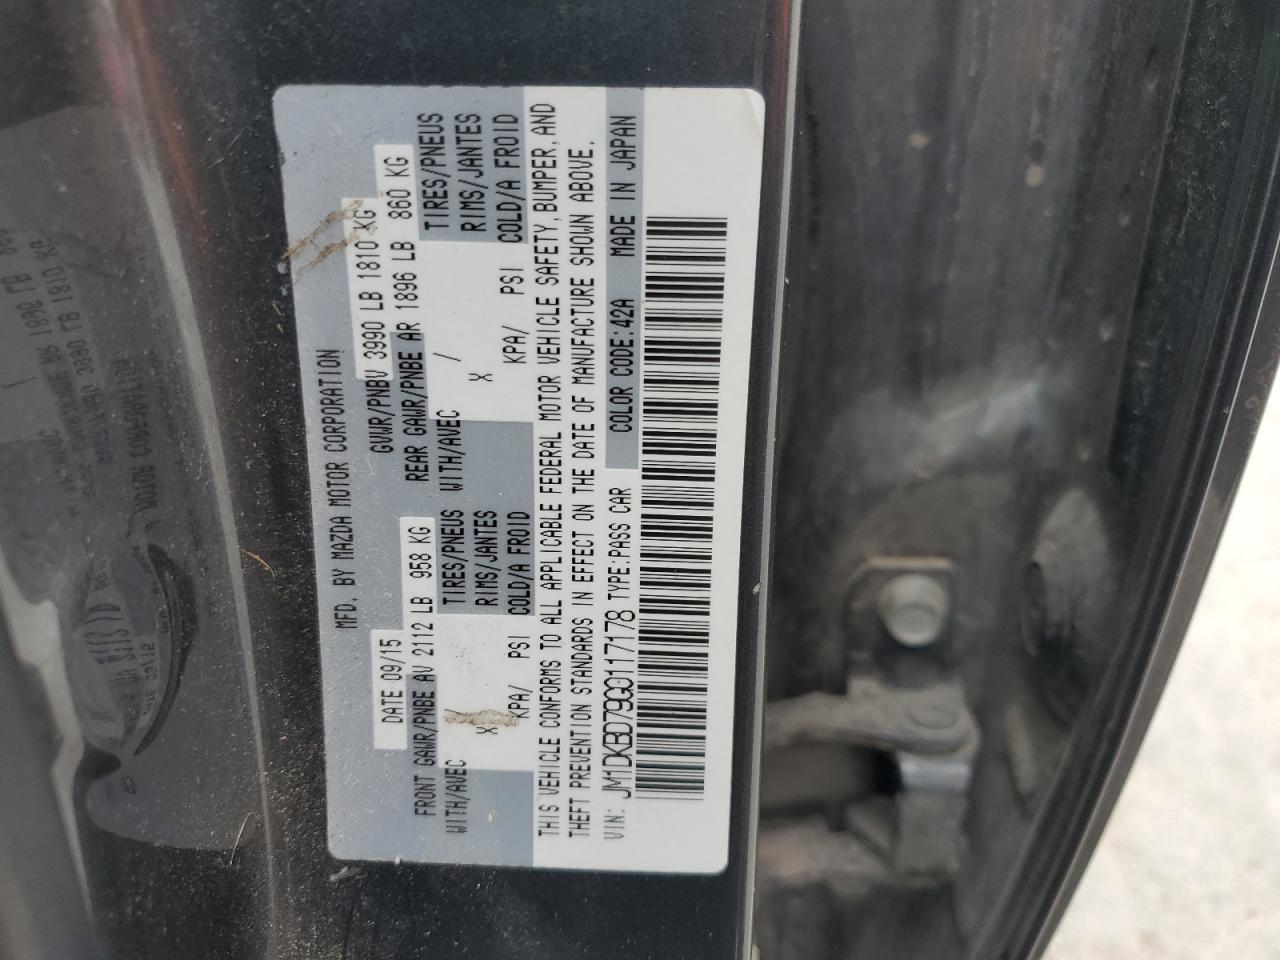 MFD. BY MAZDA MOTOR CORPORATION
DATE 09/15 GVWR/PNBV 3990 LB 1810 KG
FRONT GAWR/PNBE AV 2112 LB 958 KG REAR GAWR/PNBE AR 1896 LB 860 KG
WITH/AVEC / TIRES/PNEUS WITH/AVEC / TIRES/PNEUS
X RIMS/JANTES X RIMS/JANTES
KPA/ PSI COLD/A FROID KPA/ PSI COLD/A FROID
THIS VEHICLE CONFORMS TO ALL APPLICABLE FEDERAL MOTOR VEHICLE SAFETY, BUMPER, AND
THEFT PREVENTION STANDARDS IN EFFECT ON THE DATE OF MANUFACTURE SHOWN ABOVE.
VIN: JM1DKBD79G0117178 TYPE:PASS CAR COLOR CODE:42A MADE IN JAPAN